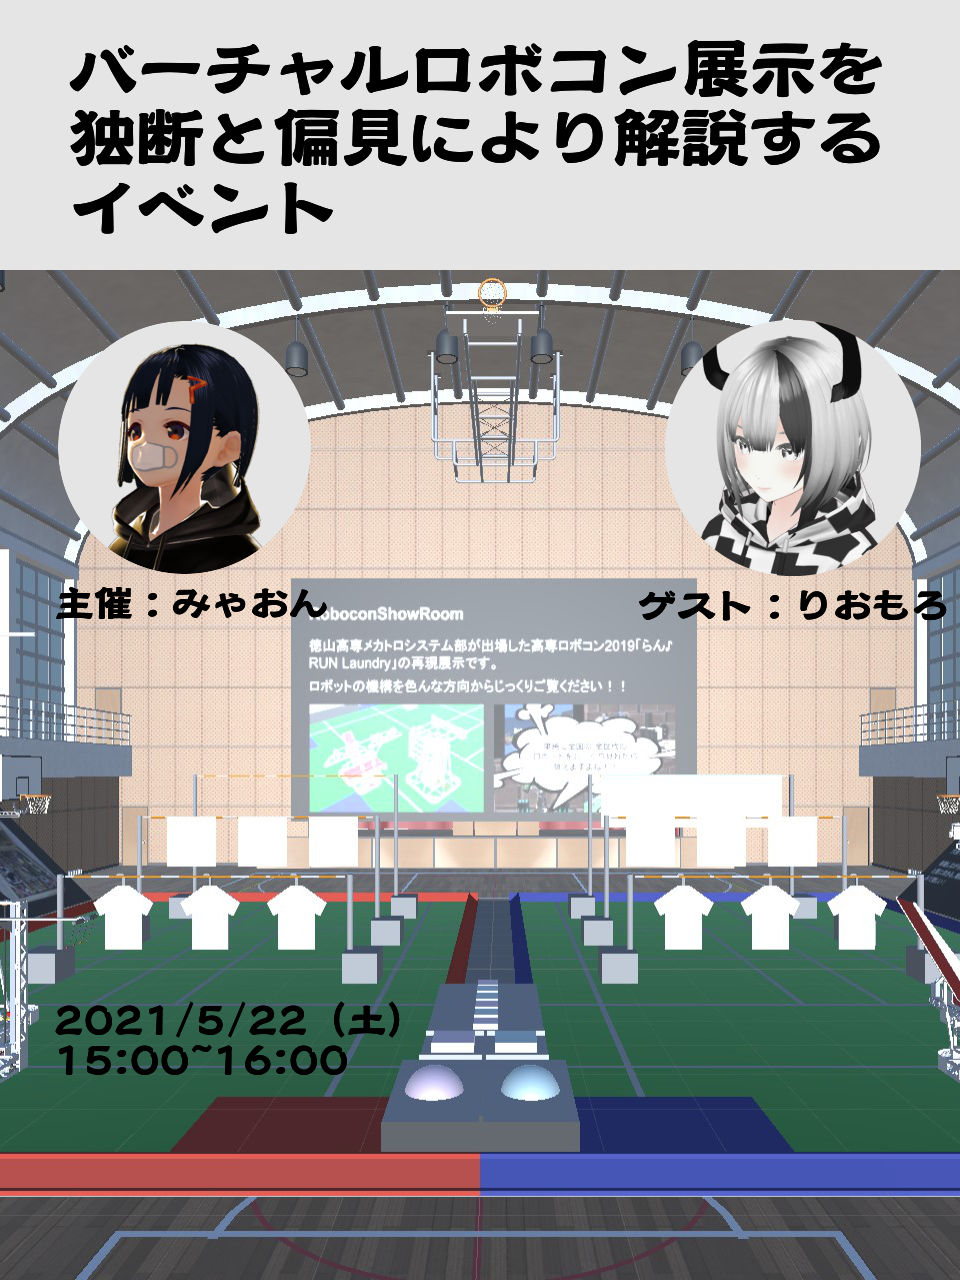 バーチャルロボコン展示を
独断と偏見により解説する
イベント
主催：みゃおん
ゲスト：りおもろ
oboconShowRoom
徳山高専メカトロシステム部が出場した高専ロボコン2019「らん♪
RUN Laundry」の再現展示です。
ロボットの機構を色んな方向からじっくりご覧ください！！
2021/5/22（土）
15:00~16:00